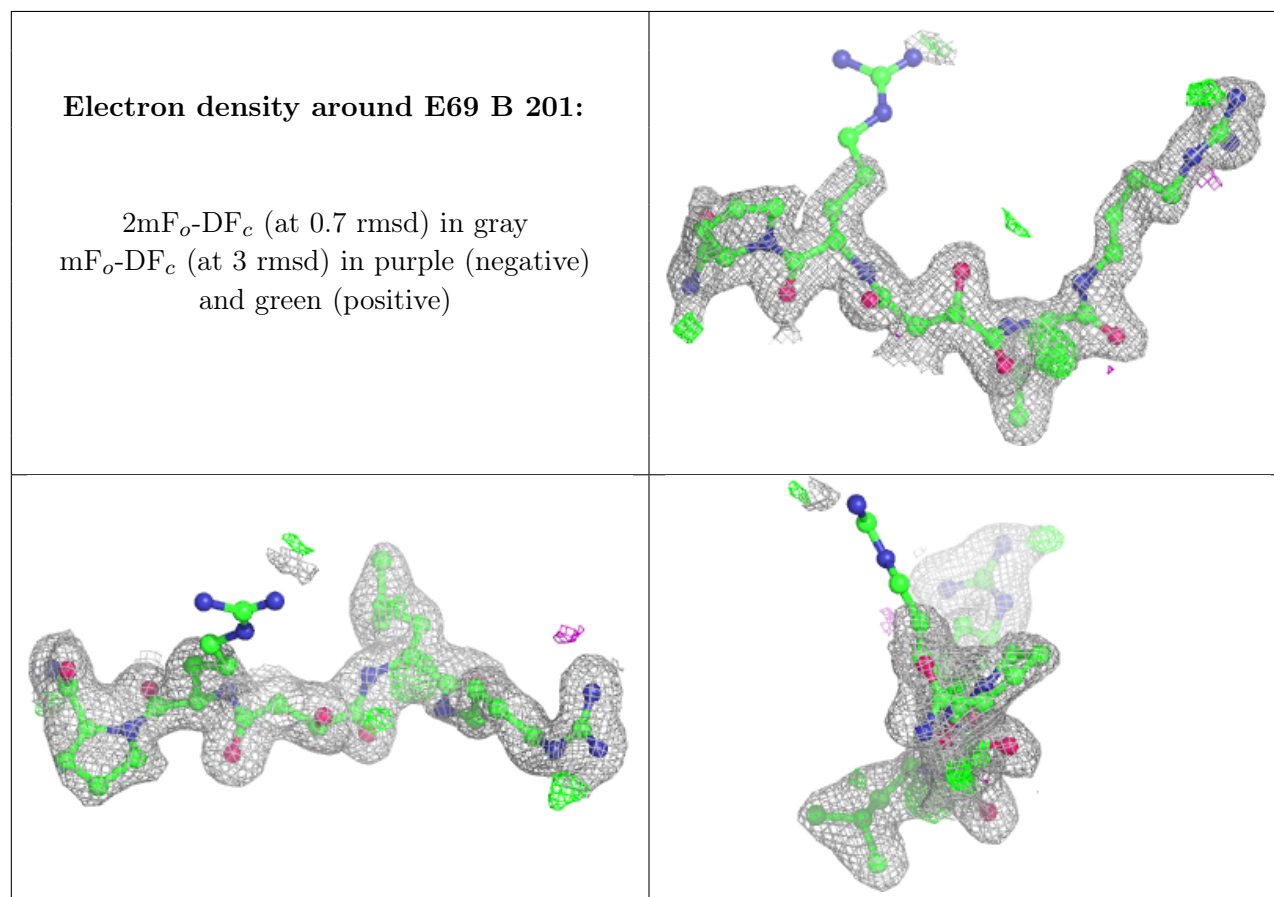 Electron density around E69 B 201:
2mFo-DFc (at 0.7 rmsd) in gray
mFo-DFc (at 3 rmsd) in purple (negative)
and green (positive)